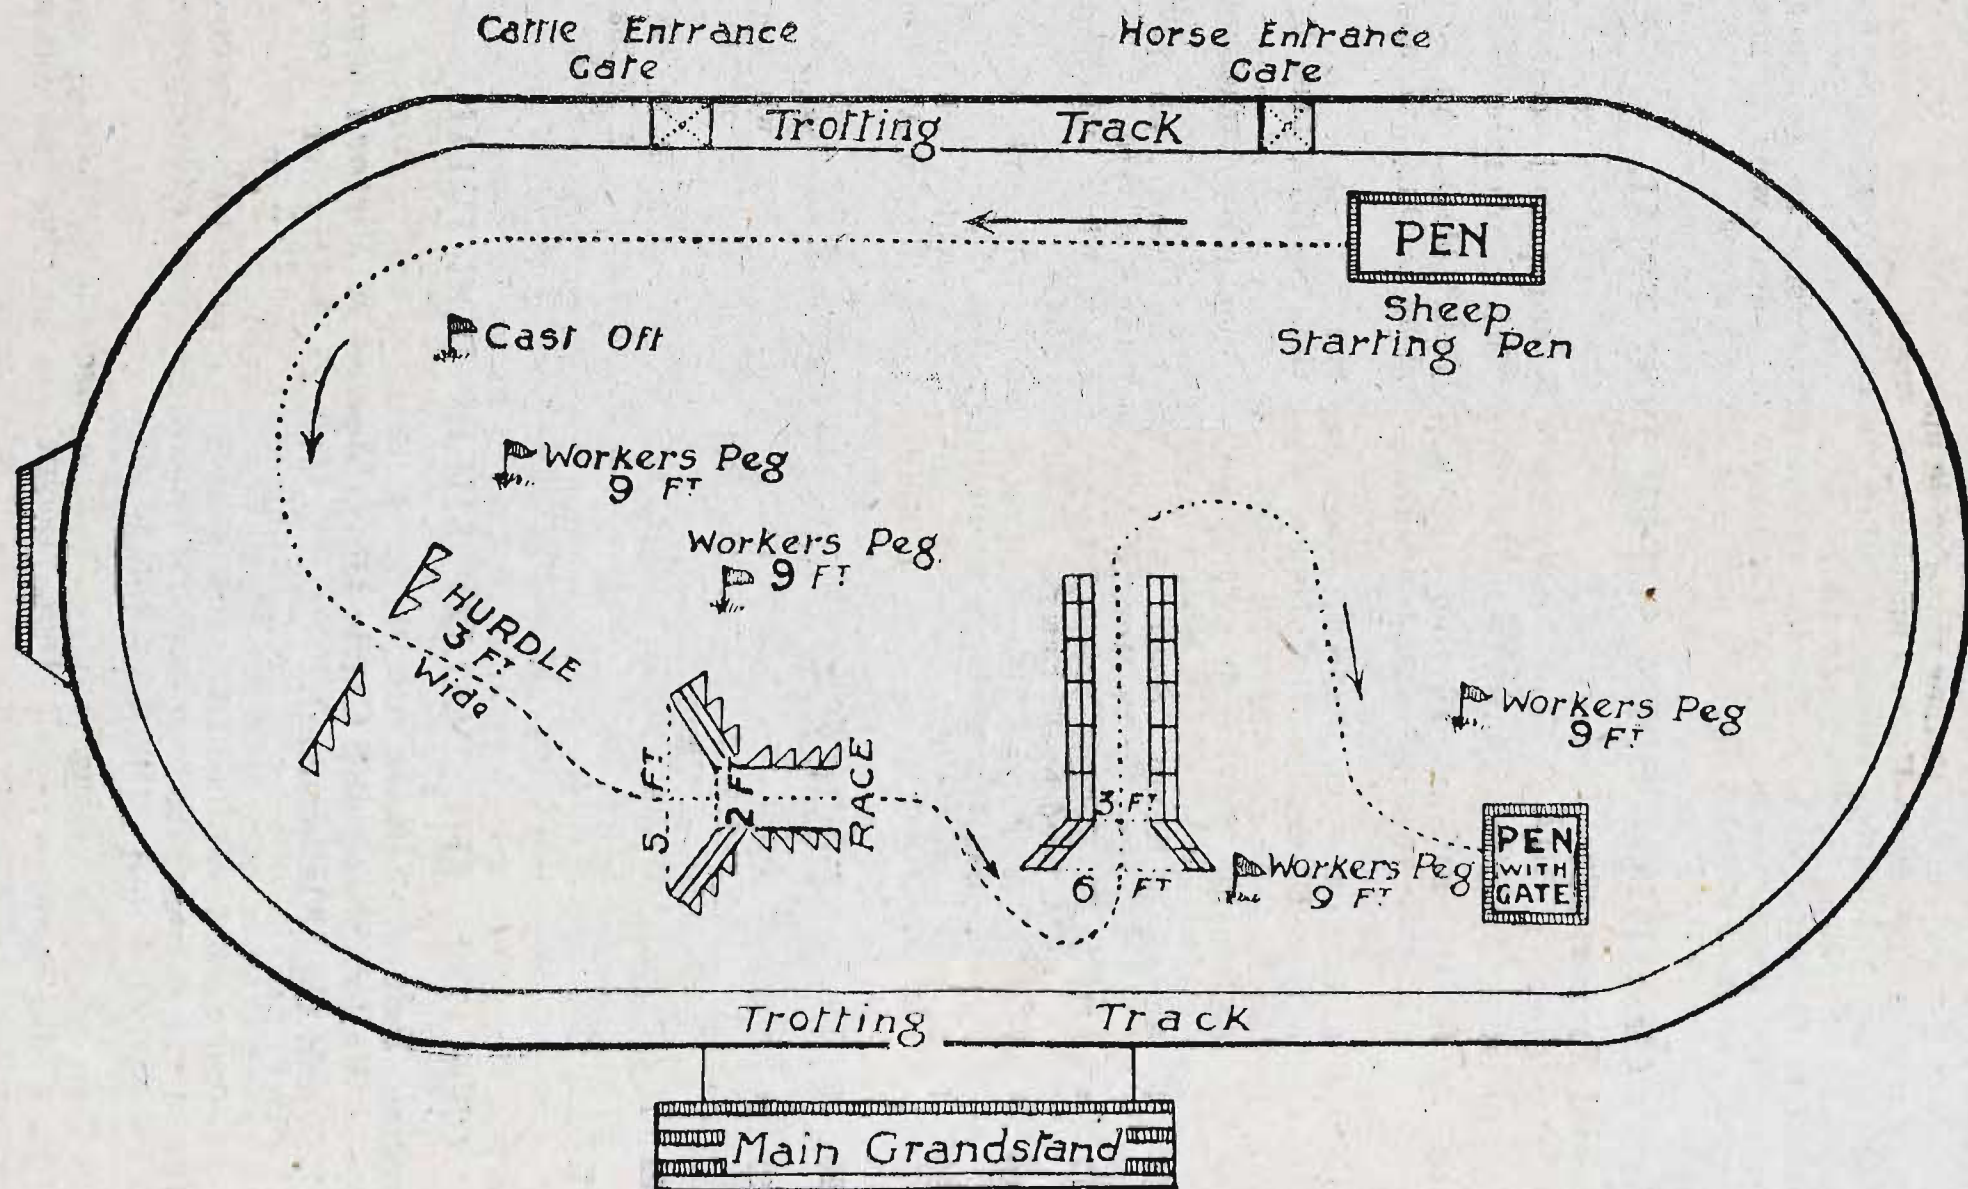 Cattle Entrance
Gate
Horse Entrance
Gate
Trotting Track
PEN
Sheep
Starting Pen
Cast Off
Workers Peg
9 FT
Workers Peg
9 FT
HURDLE
3 FT
Wide
5 FT
2 FT
RACE
3 FT
6 FT
Workers Peg
9 FT
Workers Peg
9 FT
PEN
WITH
GATE
Trotting Track
Main Grandstand